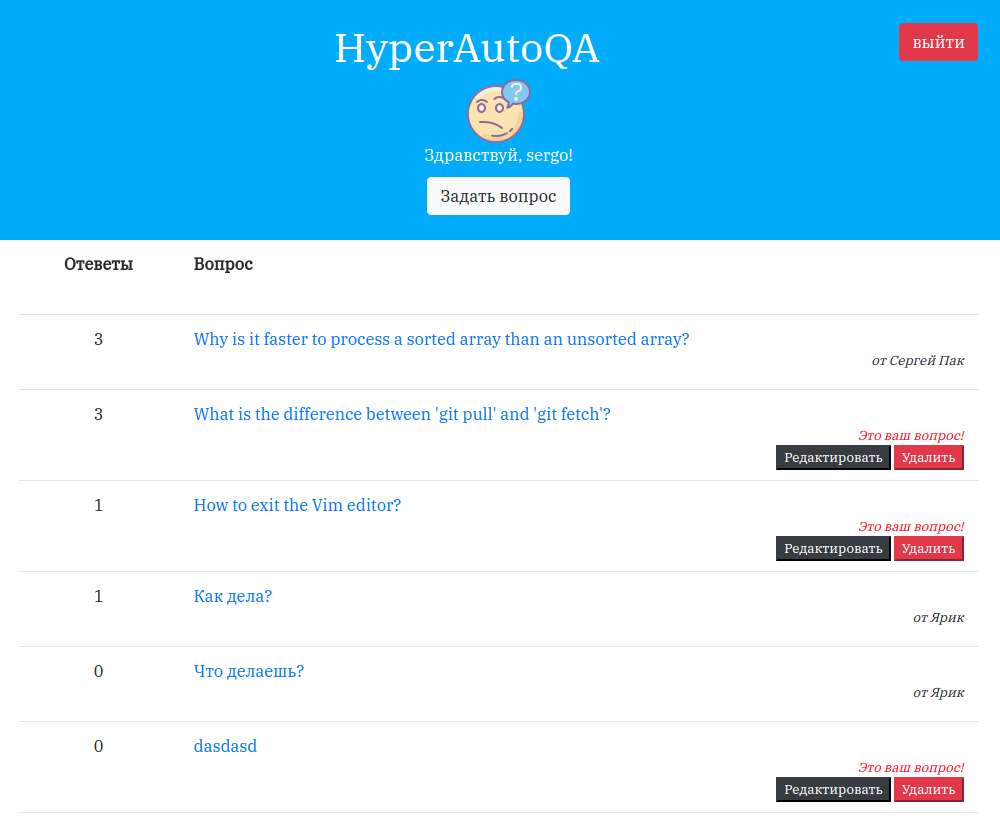 HyperAutoQA
выйти
?
Здравствуй, sergo!
Задать вопрос
Отеветы Вопрос
3 Why is it faster to process a sorted array than an unsorted array?
от Сергей Пак
3 What is the difference between 'git pull' and 'git fetch'?
Это ваш вопрос!
Редактировать Удалить
1 How to exit the Vim editor?
Это ваш вопрос!
Редактировать Удалить
1 Как дела?
от Ярик
0 Что делаешь?
от Ярик
0 dasdasd
Это ваш вопрос!
Редактировать Удалить